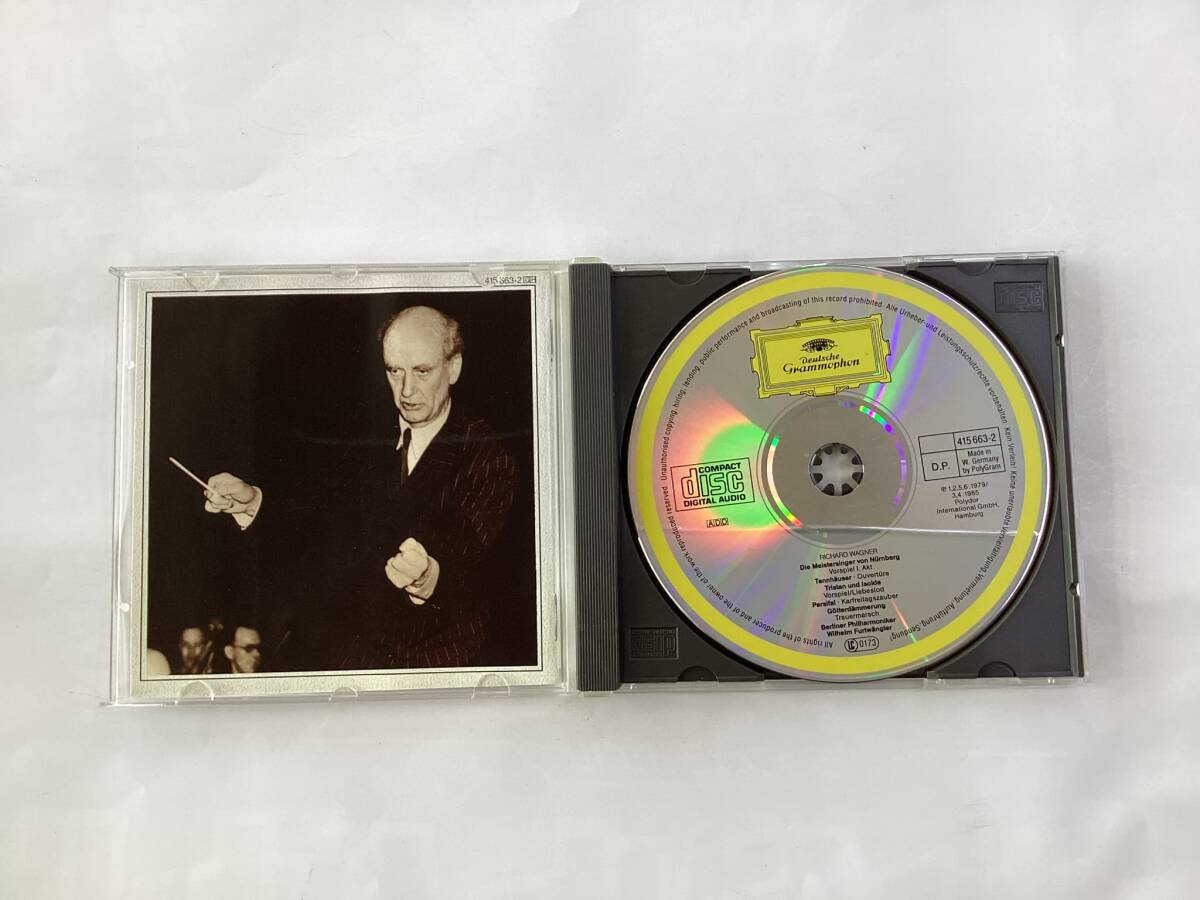 415 663-2 GH
Deutsche
Grammophon
COMPACT
disc
DIGITAL AUDIO
ADD
415 663-2
D.P.
Made in
W. Germany
by PolyGram
℗ 1,2,5,6: 1979/
3,4: 1985
Polydor
International GmbH,
Hamburg
RICHARD WAGNER
Die Meistersinger von Nürnberg
Vorspiel I. Akt
Tannhäuser · Ouvertüre
Tristan und Isolde
Vorspiel/Liebestod
Parsifal · Karfreitagszauber
Götterdämmerung
Trauermarsch
Berliner Philharmoniker
Wilhelm Furtwängler
LC 0173
All rights of the producer and of the owner of the work reproduced reserved · Unauthorised copying, hiring, lending, public performance and broadcasting of this record prohibited · Alle Urheber- und Leistungsschutzrechte vorbehalten · Kein Verleih! Keine unerlaubte Vervielfältigung, Vermietung, Aufführung, Sendung!
disc
disc